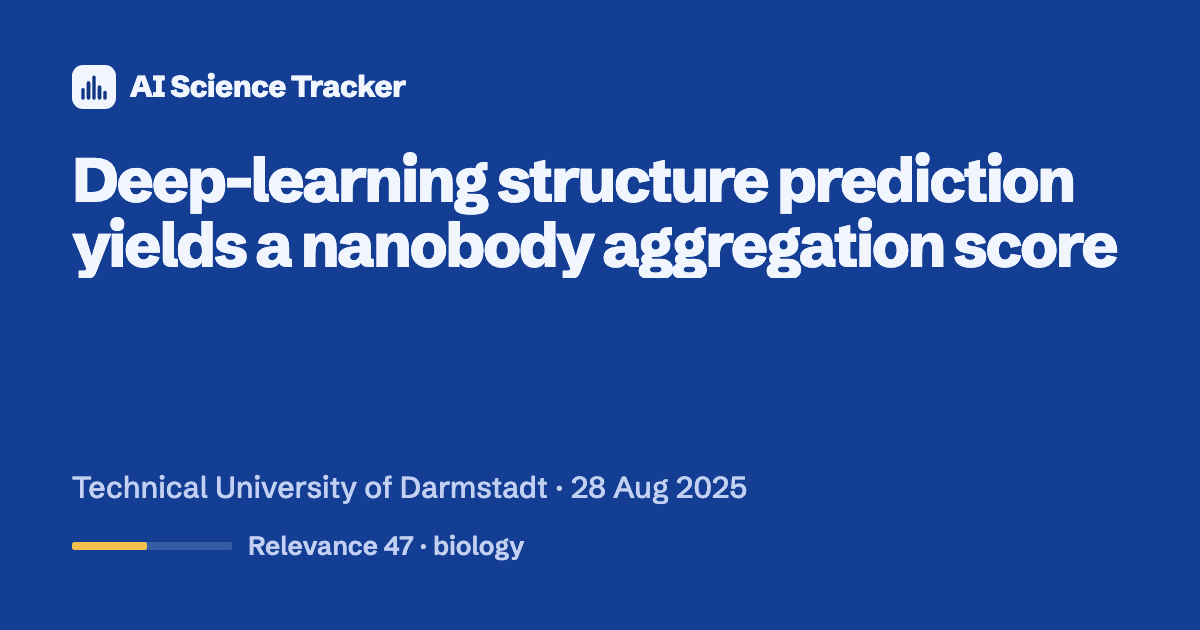 AI Science Tracker
Deep-learning structure prediction
yields a nanobody aggregation score
Technical University of Darmstadt · 28 Aug 2025
Relevance 47 · biology